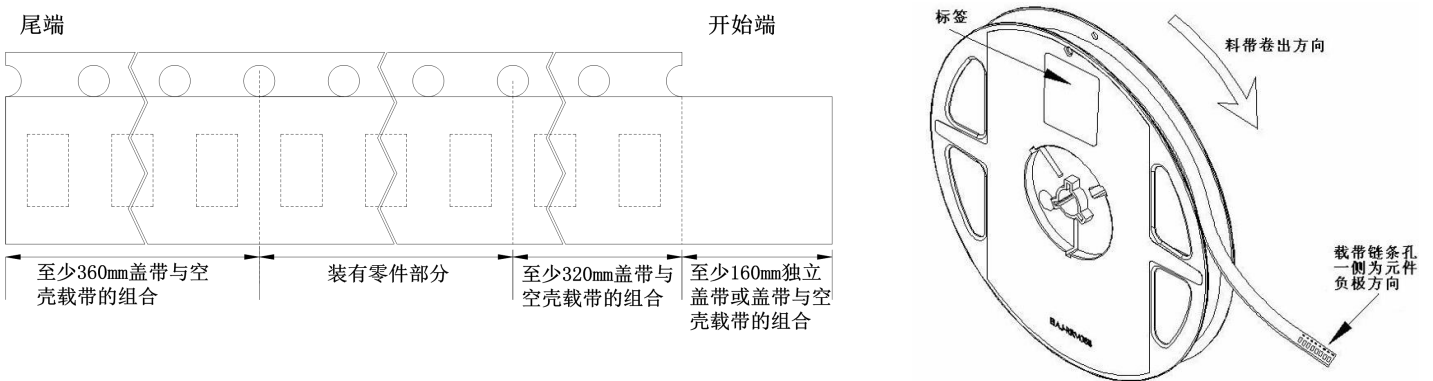 尾端
开始端
至少360mm盖带与空
壳载带的组合
装有零件部分
至少320mm盖带与
空壳载带的组合
至少160mm独立
盖带或盖带与空
壳载带的组合
标签
料带卷出方向
载带链条孔
一侧为元件
负极方向